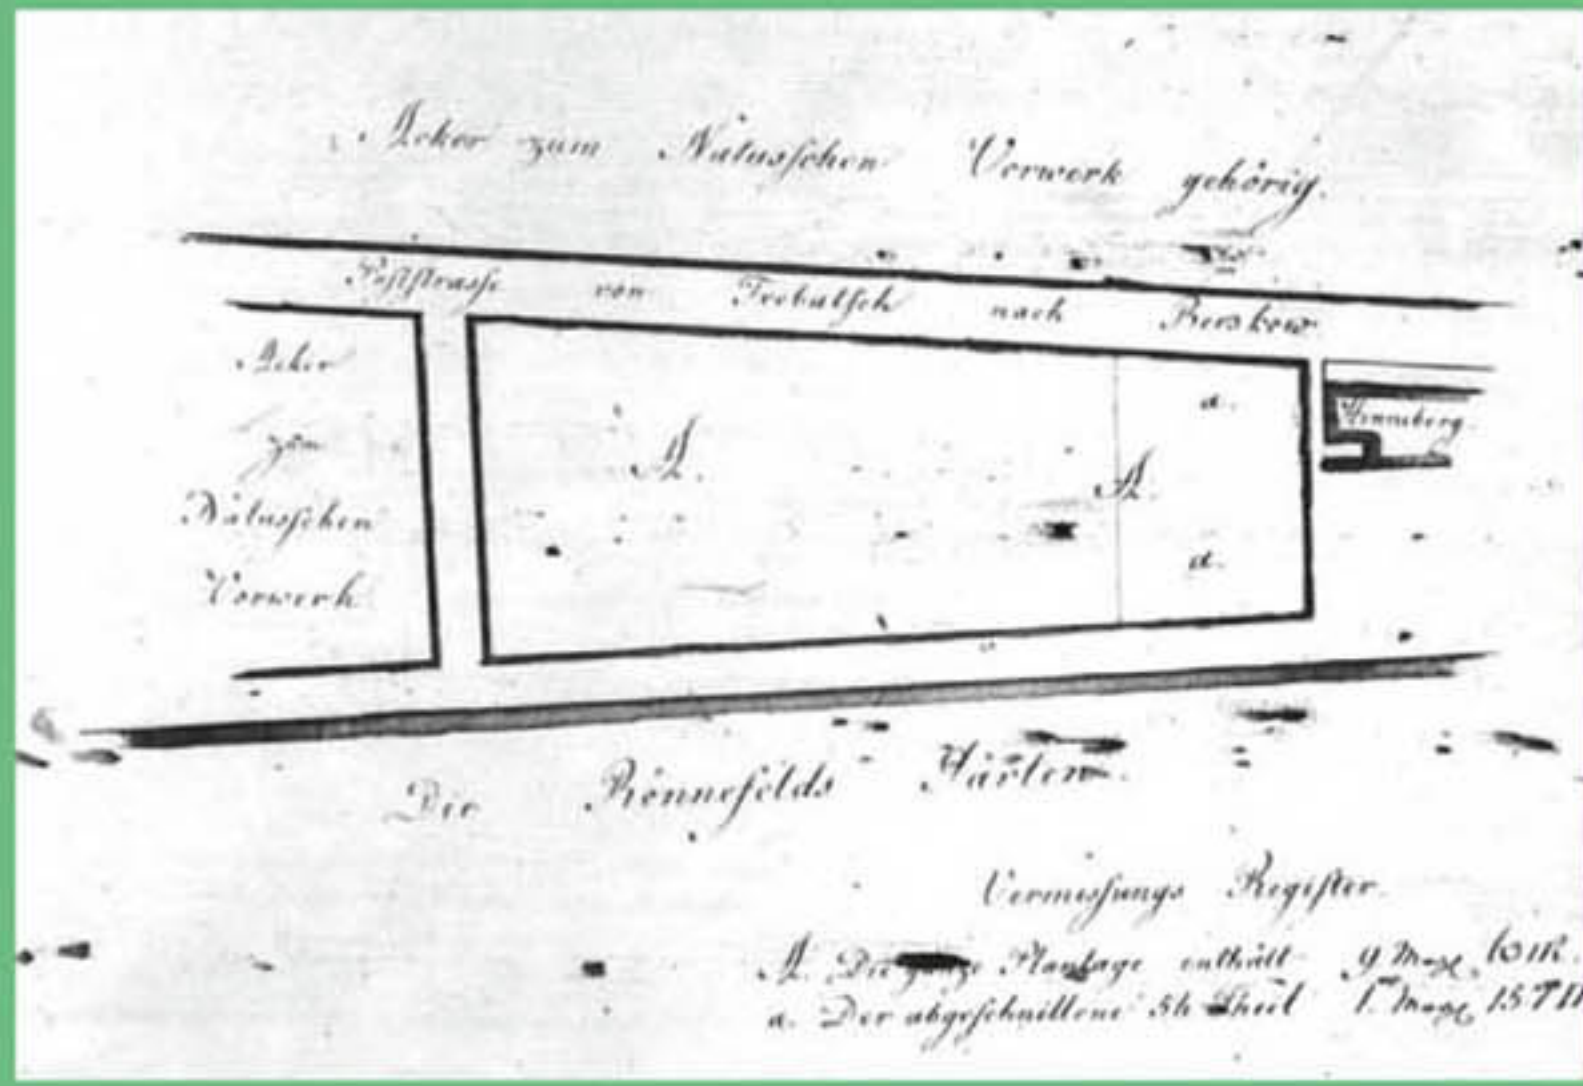 Acker zum Natusschen Vorwerk gehörig.
Poststrasse von Trebatsch nach Beeskow
Acker
zum
Natusschen
Vorwerk
A.
a.
A.
a.
Die Rönnefelds Gärten.
Vermessungs Register.
A. Die ganze Plantage enthält 9 Morg.
a. Der abgeschnittene 5te Theil 1. Morg.